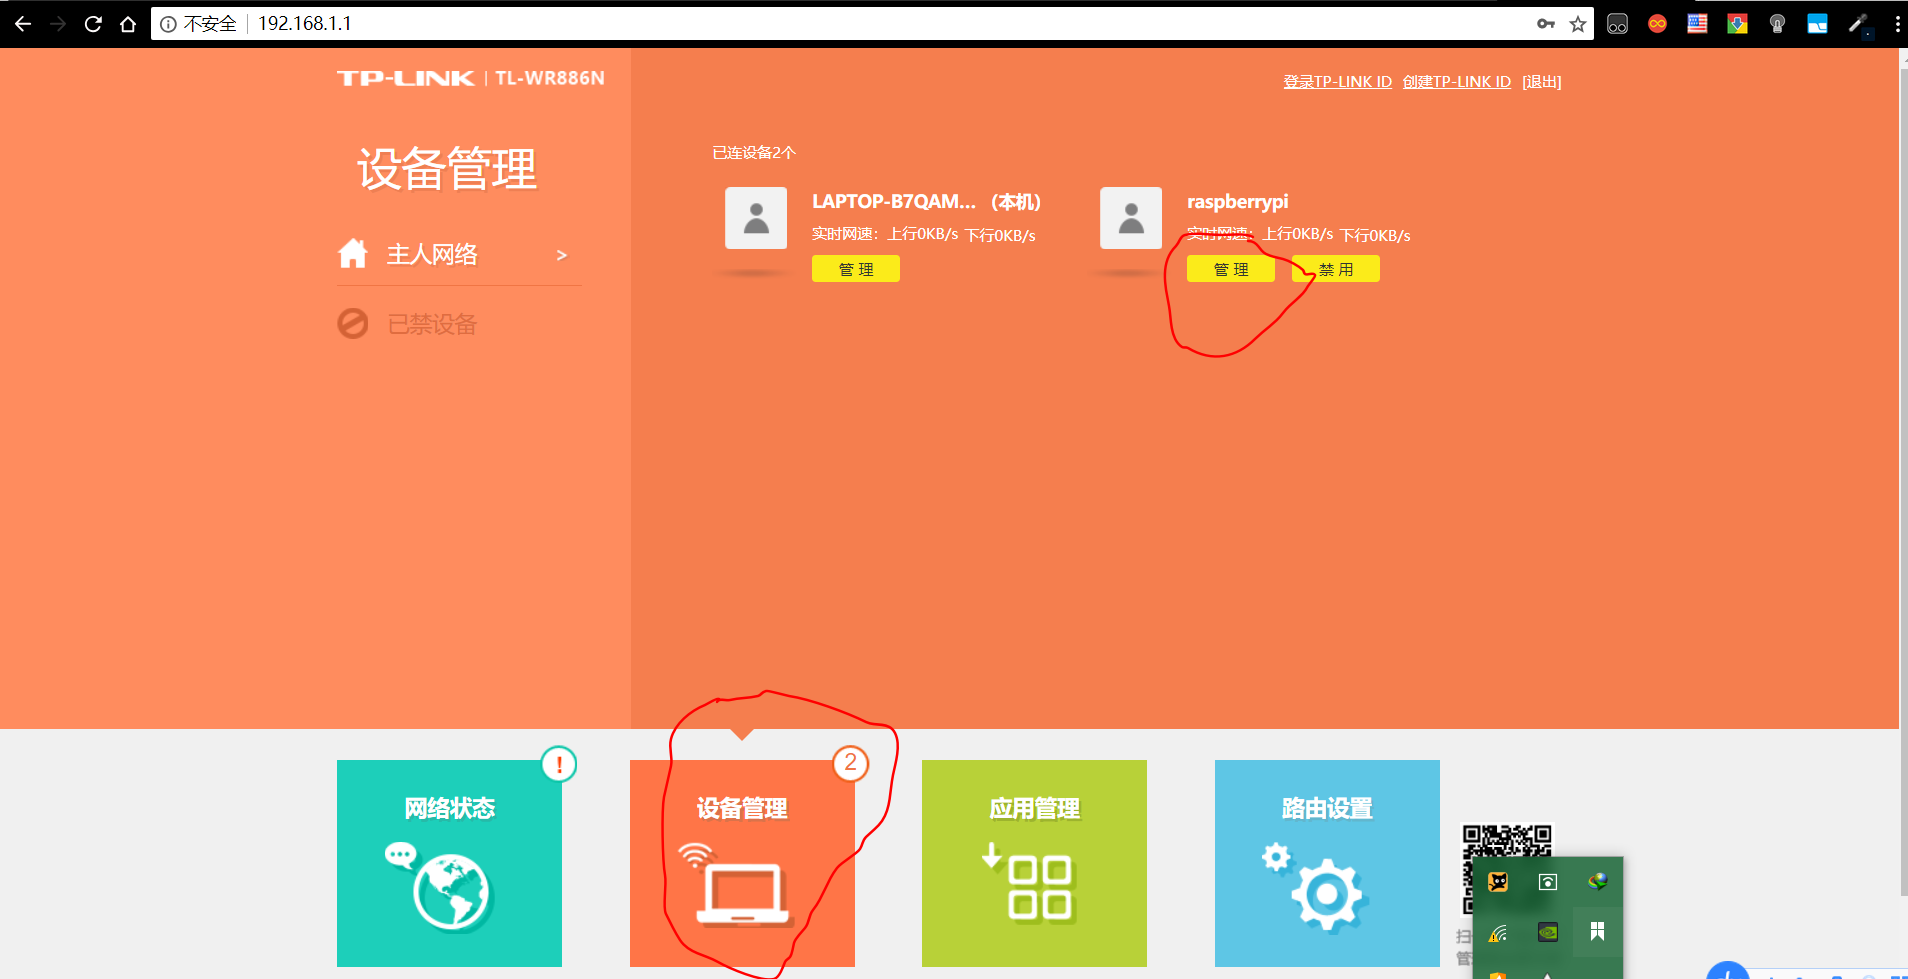 不安全 192.168.1.1
TP-LINK | TL-WR886N
登录TP-LINK ID 创建TP-LINK ID [退出]
设备管理
主人网络 >
已禁设备
已连设备2个
LAPTOP-B7QAM... (本机)
实时网速：上行0KB/s 下行0KB/s
管 理
raspberrypi
实时网速：上行0KB/s 下行0KB/s
管 理 禁 用
网络状态 !
设备管理 2
应用管理
路由设置
扫
管